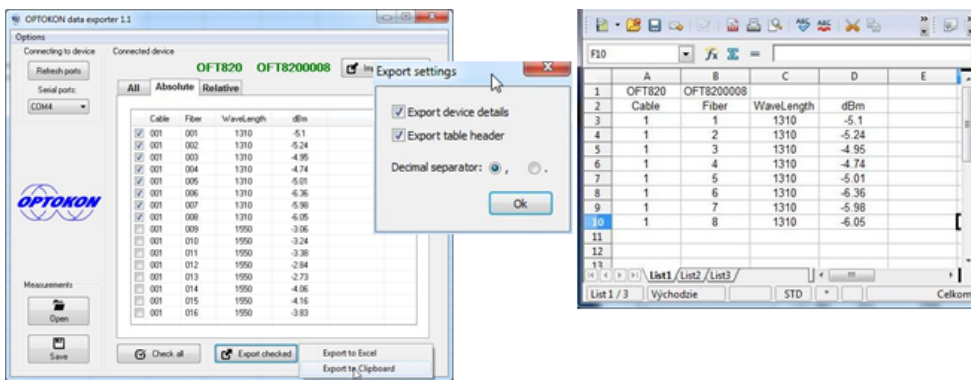 OPTOKON data exporter 1.1
Options
Connecting to device
Refresh ports
Serial ports:
COM4
OPTOKON
Measurements
Open
Save
Connected device
OFT820 OFT8200008
All Absolute Relative
Cable Fiber WaveLength dBm
001 001 1310 -5.1
001 002 1310 -5.24
001 003 1310 -4.95
001 004 1310 -4.74
001 005 1310 -5.01
001 006 1310 -6.36
001 007 1310 -5.98
001 008 1310 -6.05
001 009 1550 -3.06
001 010 1550 -3.24
001 011 1550 -3.38
001 012 1550 -2.84
001 013 1550 -2.73
001 014 1550 -4.06
001 015 1550 -4.16
001 016 1550 -3.83
Check all
Export checked
Export to Excel
Export to Clipboard
Export settings
Export device details
Export table header
Decimal separator: , .
Ok
F10
A B C D E
1 OFT820 OFT8200008
2 Cable Fiber WaveLength dBm
3 1 1 1310 -5.1
4 1 2 1310 -5.24
5 1 3 1310 -4.95
6 1 4 1310 -4.74
7 1 5 1310 -5.01
8 1 6 1310 -6.36
9 1 7 1310 -5.98
10 1 8 1310 -6.05
11
12
13
List1 List2 List3
List 1 / 3 Výchozie STD * Celkom